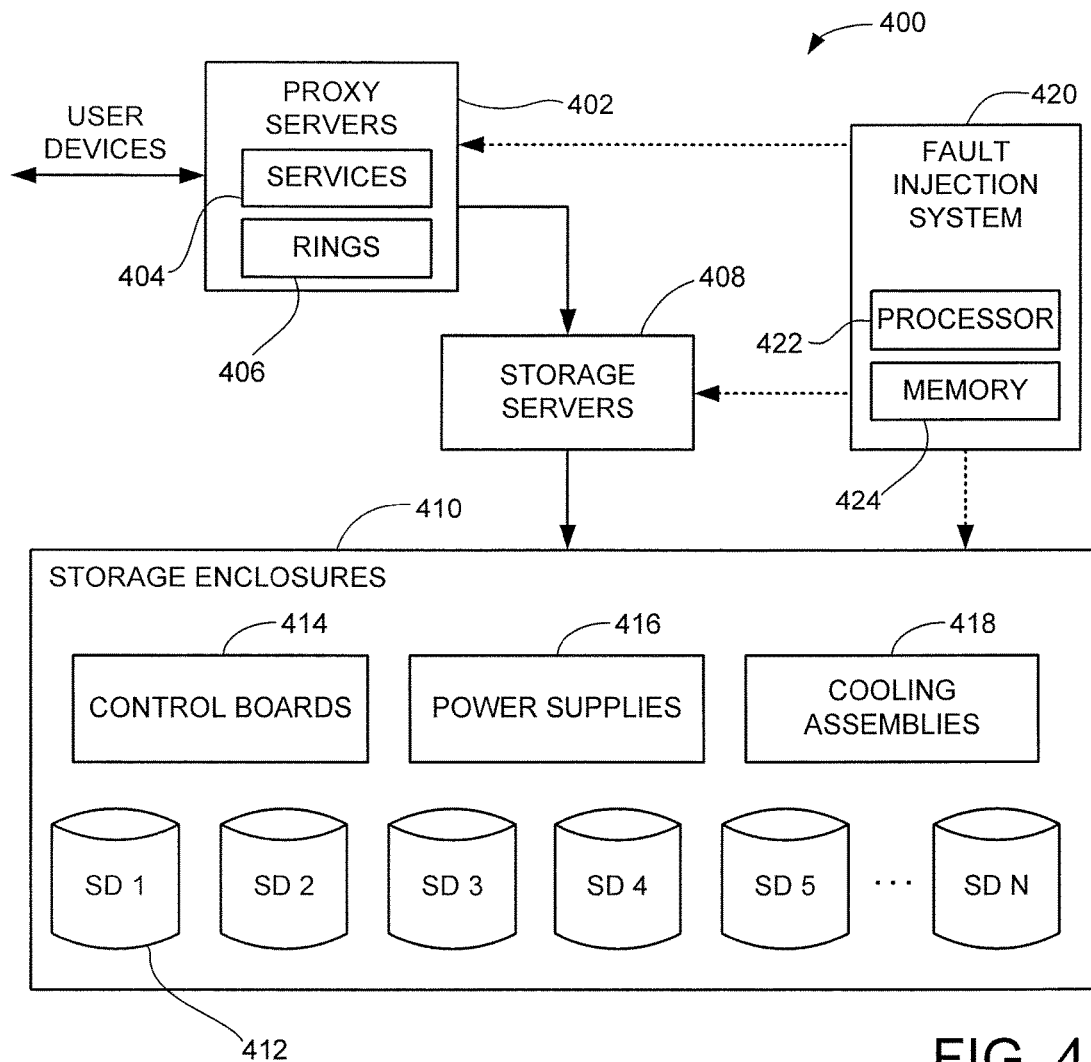 400
PROXY
SERVERS
402
420
USER
DEVICES
FAULT
INJECTION
SYSTEM
SERVICES
RINGS
404
406
408
PROCESSOR
422
STORAGE
SERVERS
MEMORY
424
410
STORAGE ENCLOSURES
414
416
418
CONTROL BOARDS
POWER SUPPLIES
COOLING
ASSEMBLIES
SD 1
SD 2
SD 3
SD 4
SD 5
...
SD N
412
FIG. 4